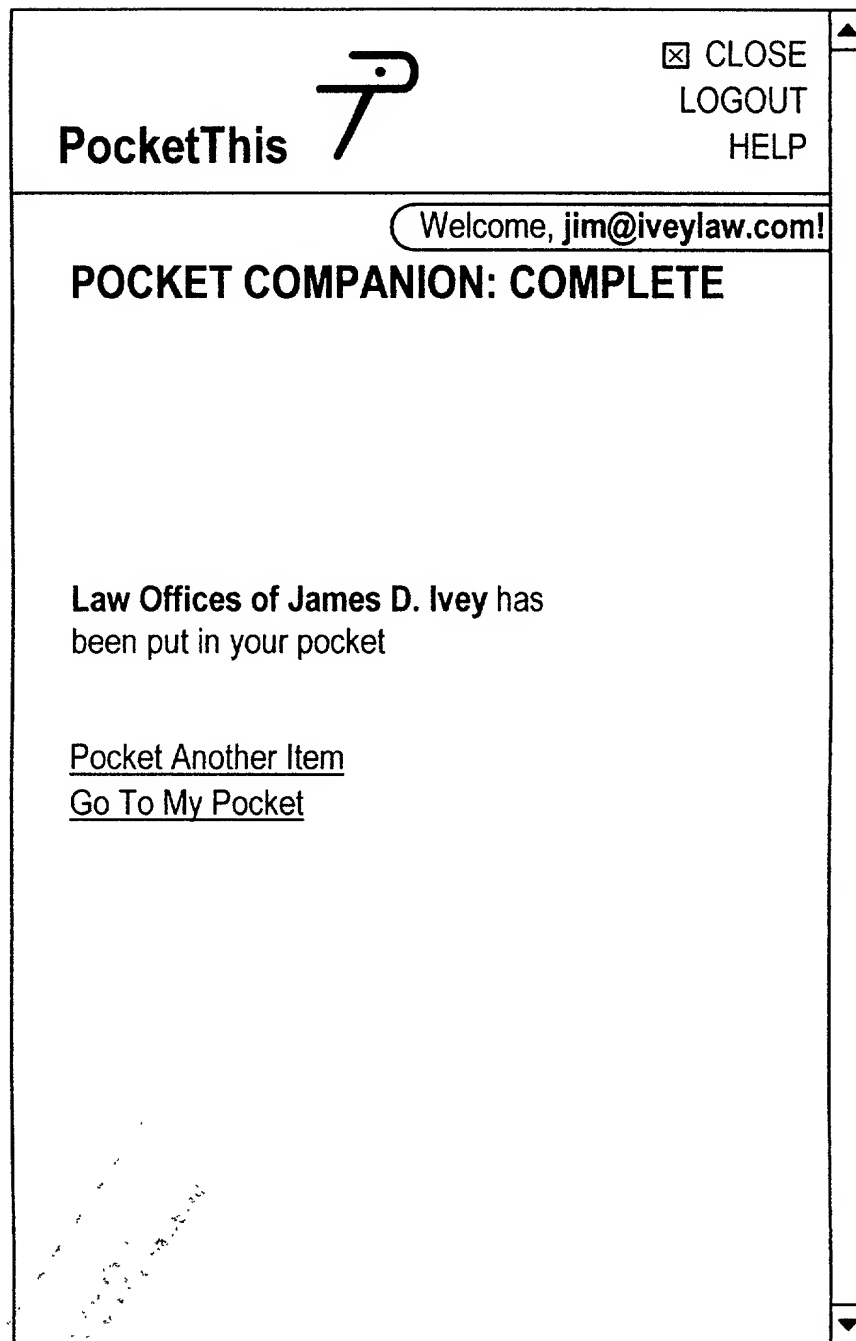 ☒ CLOSE
LOGOUT
PocketThis
HELP
Welcome, jim@iveylaw.com!
POCKET COMPANION: COMPLETE
Law Offices of James D. Ivey has
been put in your pocket
Pocket Another Item
Go To My Pocket